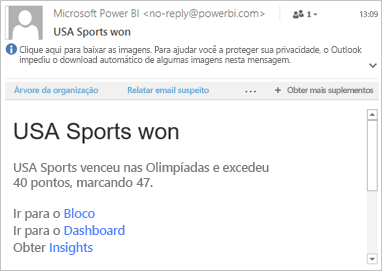 Microsoft Power BI <no-reply@powerbi.com>
1
13:09
USA Sports won
Clique aqui para baixar as imagens. Para ajudar você a proteger sua privacidade, o Outlook
impediu o download automático de algumas imagens nesta mensagem.
Árvore da organização
Relatar email suspeito
...
+ Obter mais suplementos
USA Sports won
USA Sports venceu nas Olimpíadas e excedeu
40 pontos, marcando 47.
Ir para o Bloco
Ir para o Dashboard
Obter Insights